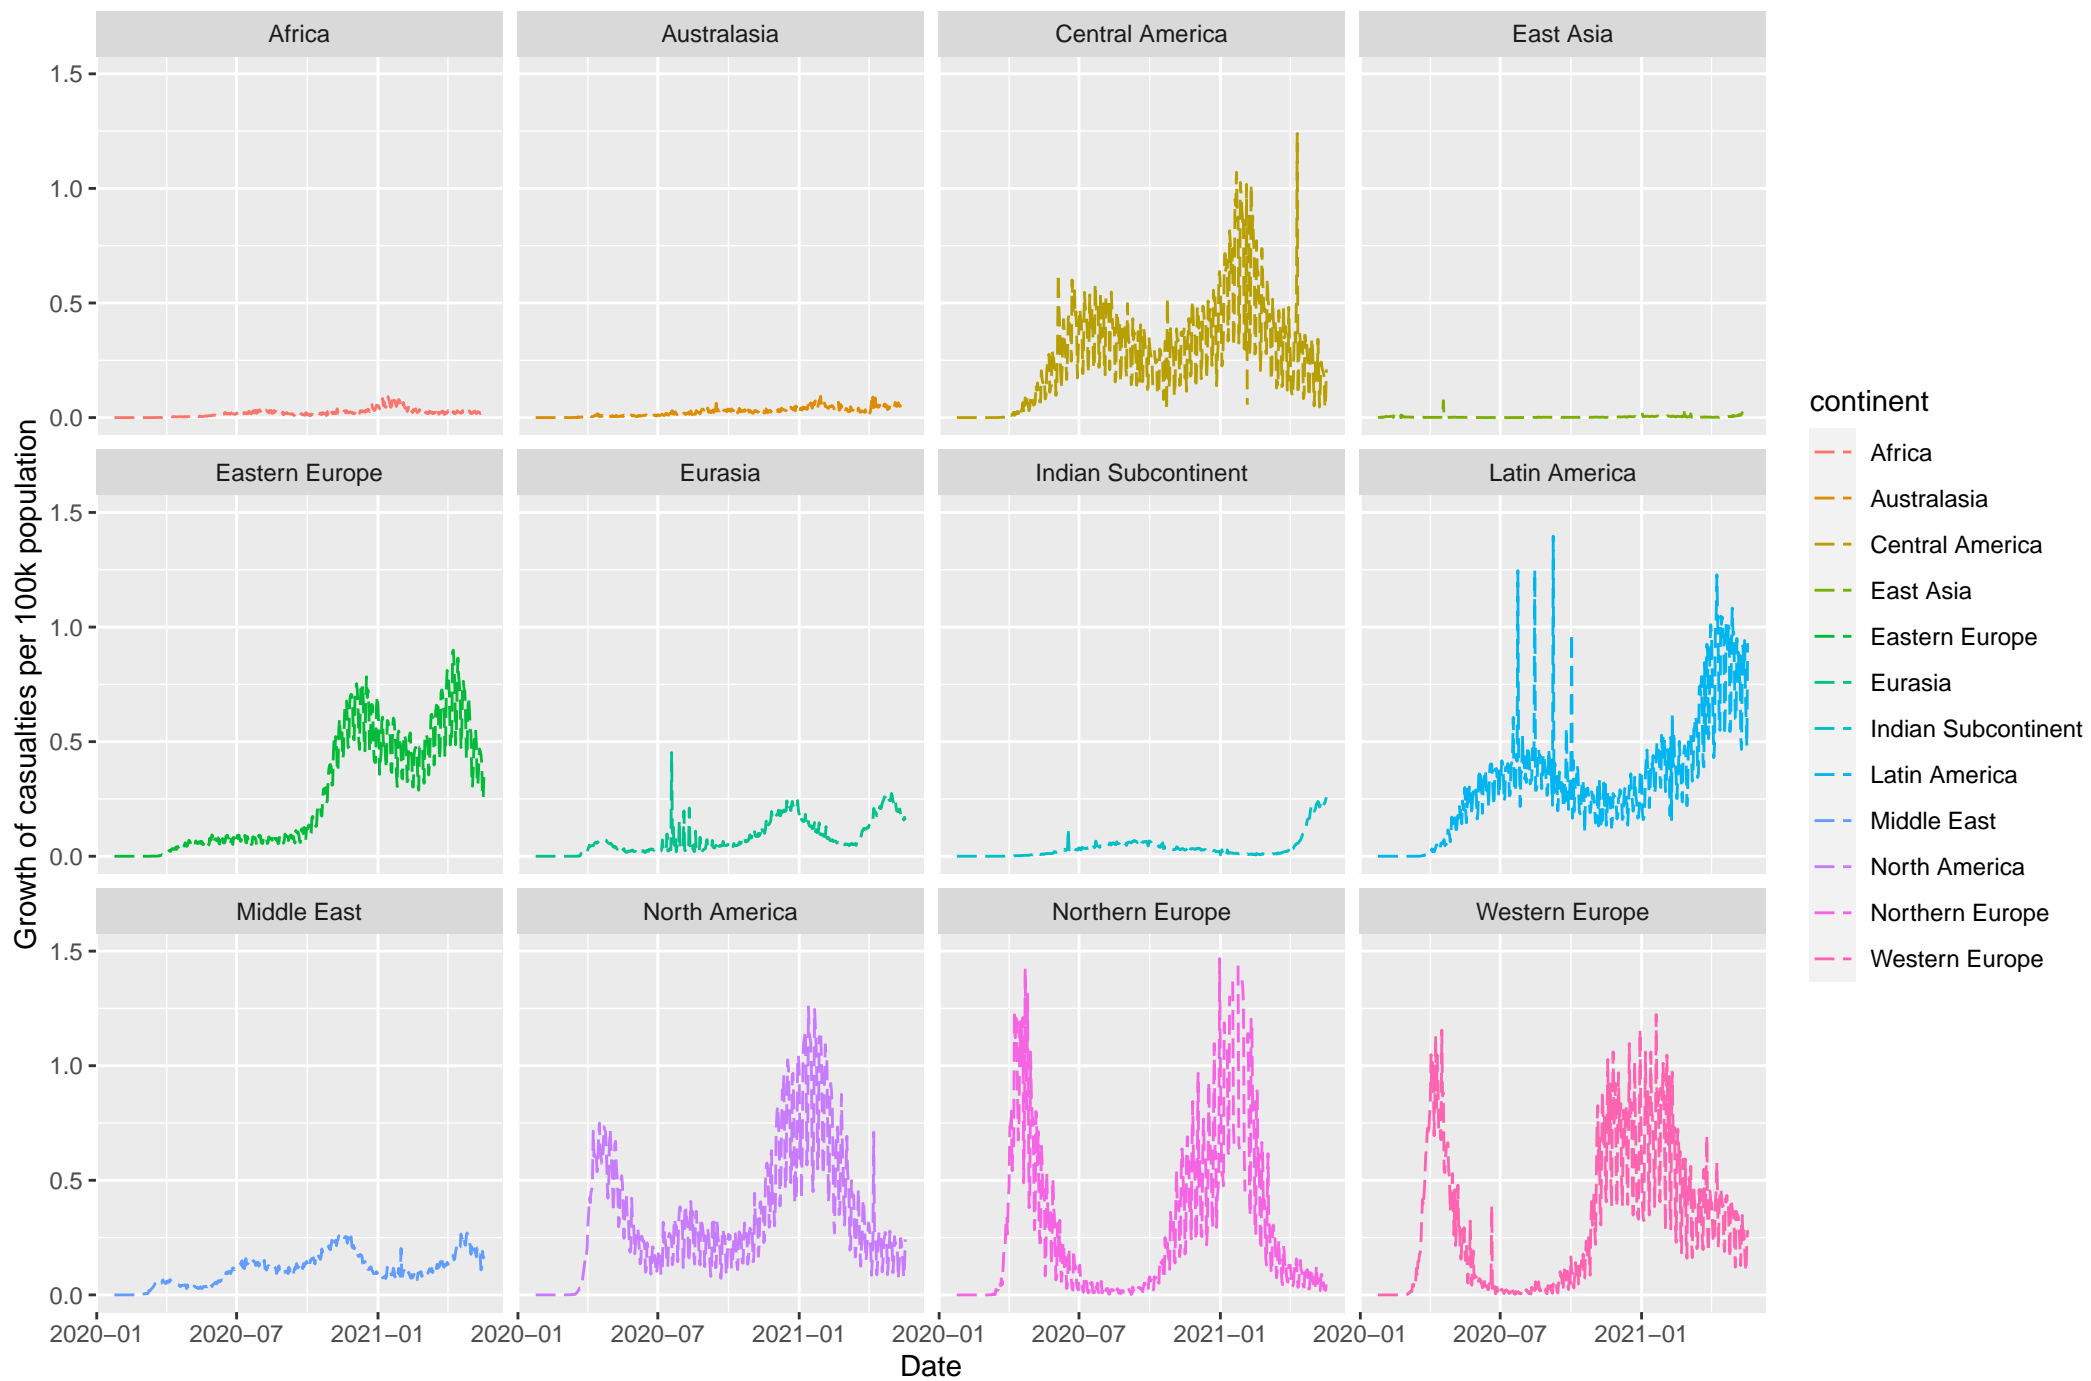 Africa
Australasia
Central America
East Asia
1.5
1.0
0.5
0.0
Eastern Europe
Eurasia
Indian Subcontinent
Latin America
1.5
1.0
0.5
0.0
Middle East
North America
Northern Europe
Western Europe
1.5
1.0
0.5
0.0
2020−01 2020−07 2021−01
2020−01 2020−07 2021−01
2020−01 2020−07 2021−01
2020−01 2020−07 2021−01
Date
Growth of casualties per 100k population
continent
Africa
Australasia
Central America
East Asia
Eastern Europe
Eurasia
Indian Subcontinent
Latin America
Middle East
North America
Northern Europe
Western Europe